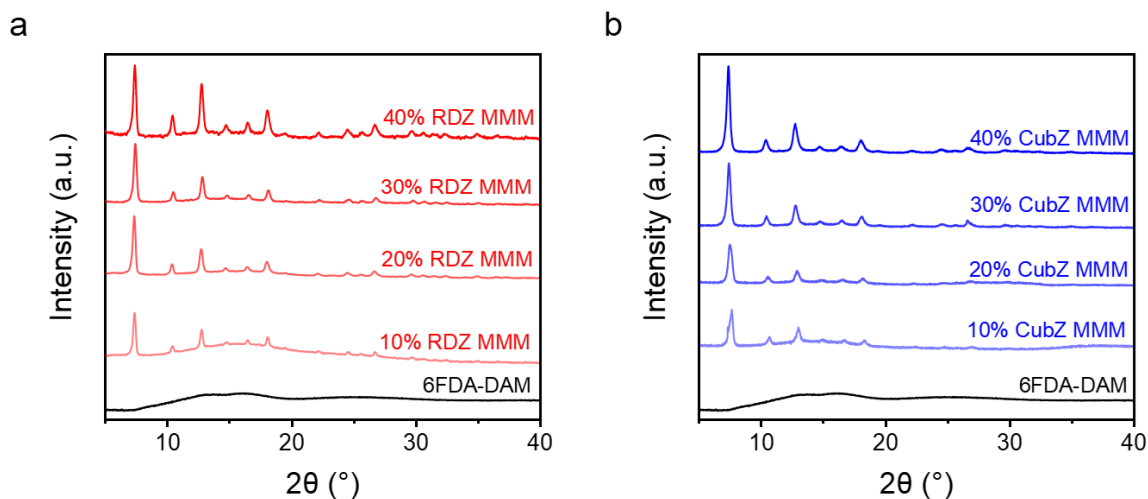 a
Intensity (a.u.)
40% RDZ MMM
30% RDZ MMM
20% RDZ MMM
10% RDZ MMM
6FDA-DAM
10
20
30
40
2θ (°)
b
Intensity (a.u.)
40% CubZ MMM
30% CubZ MMM
20% CubZ MMM
10% CubZ MMM
6FDA-DAM
10
20
30
40
2θ (°)